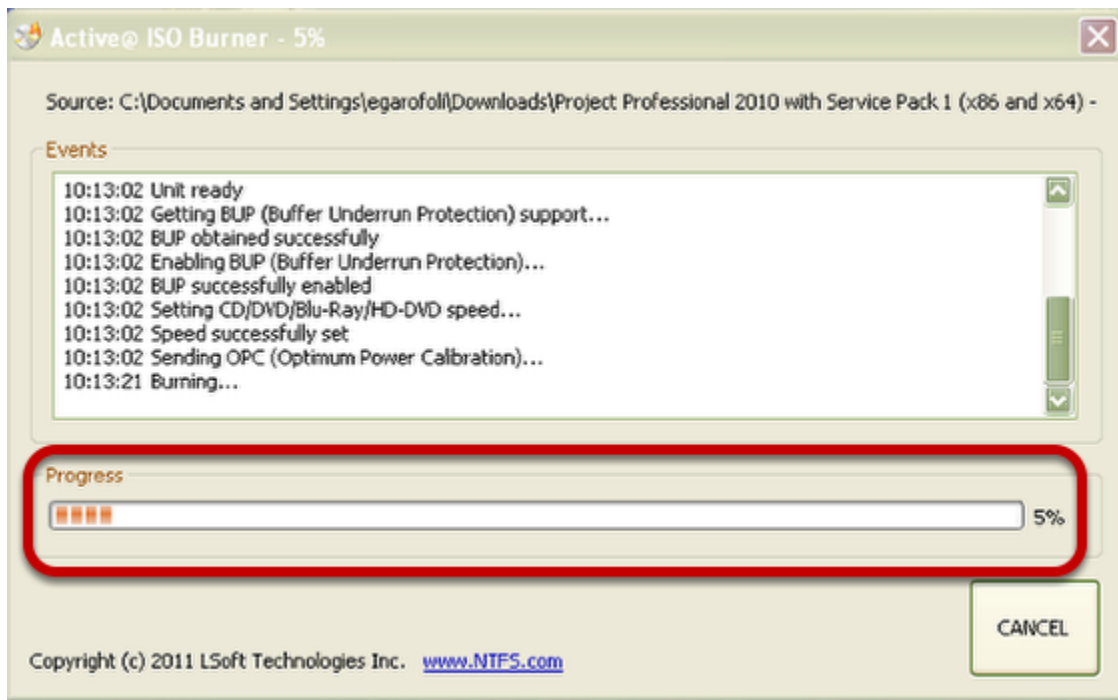 Active@ ISO Burner - 5%
Source: C:\Documents and Settings\egarofoli\Downloads\Project Professional 2010 with Service Pack 1 (x86 and x64) -
Events
10:13:02 Unit ready
10:13:02 Getting BUP (Buffer Underrun Protection) support...
10:13:02 BUP obtained successfully
10:13:02 Enabling BUP (Buffer Underrun Protection)...
10:13:02 BUP successfully enabled
10:13:02 Setting CD/DVD/Blu-Ray/HD-DVD speed...
10:13:02 Speed successfully set
10:13:02 Sending OPC (Optimum Power Calibration)...
10:13:21 Burning...
Progress
5%
CANCEL
Copyright (c) 2011 LSoft Technologies Inc. www.NTFS.com